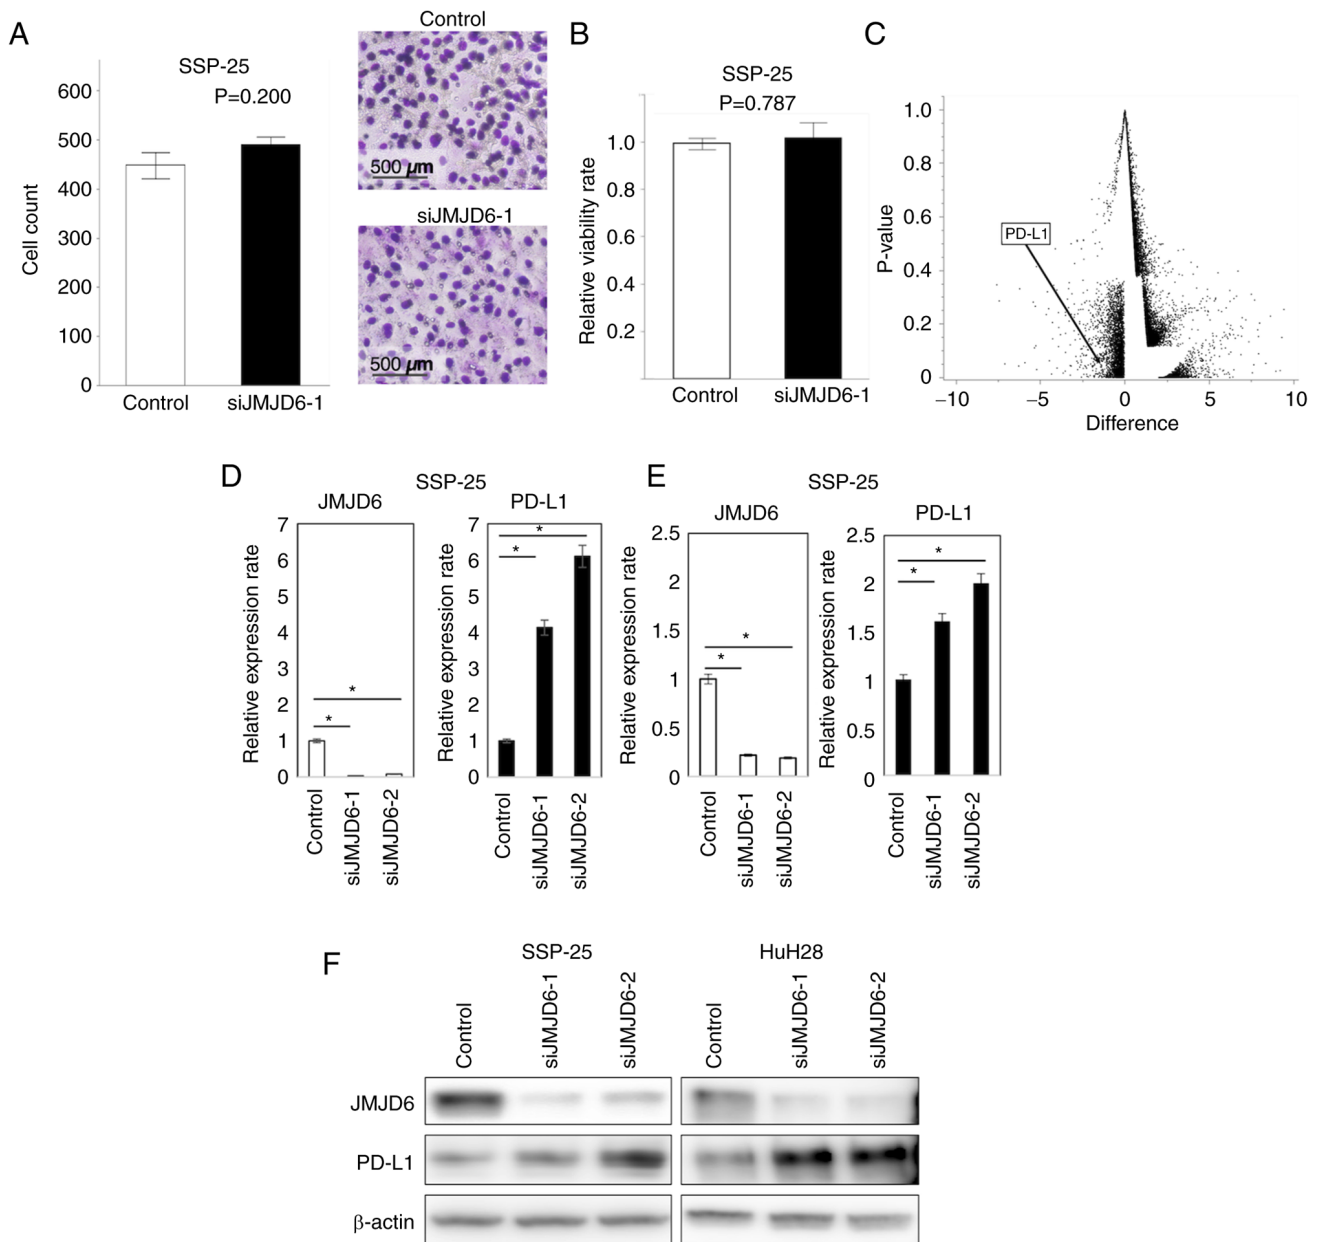 A
SSP-25
P=0.200
Cell count
600
500
400
300
200
100
0
Control
siJMJD6-1
Control
500 µm
siJMJD6-1
500 µm
B
SSP-25
P=0.787
Relative viability rate
1.0
0.8
0.6
0.4
0.2
Control
siJMJD6-1
C
P-value
1.0
0.8
0.6
0.4
0.2
0
PD-L1
−10
−5
0
5
10
Difference
D
SSP-25
JMJD6
Relative expression rate
7
6
5
4
3
2
1
0
*
*
Control
siJMJD6-1
siJMJD6-2
PD-L1
Relative expression rate
7
6
5
4
3
2
1
0
*
*
Control
siJMJD6-1
siJMJD6-2
E
SSP-25
JMJD6
Relative expression rate
2.5
2
1.5
1
0.5
0
*
*
Control
siJMJD6-1
siJMJD6-2
PD-L1
Relative expression rate
2.5
2
1.5
1
0.5
0
*
*
Control
siJMJD6-1
siJMJD6-2
F
SSP-25
HuH28
Control
siJMJD6-1
siJMJD6-2
Control
siJMJD6-1
siJMJD6-2
JMJD6
PD-L1
β-actin